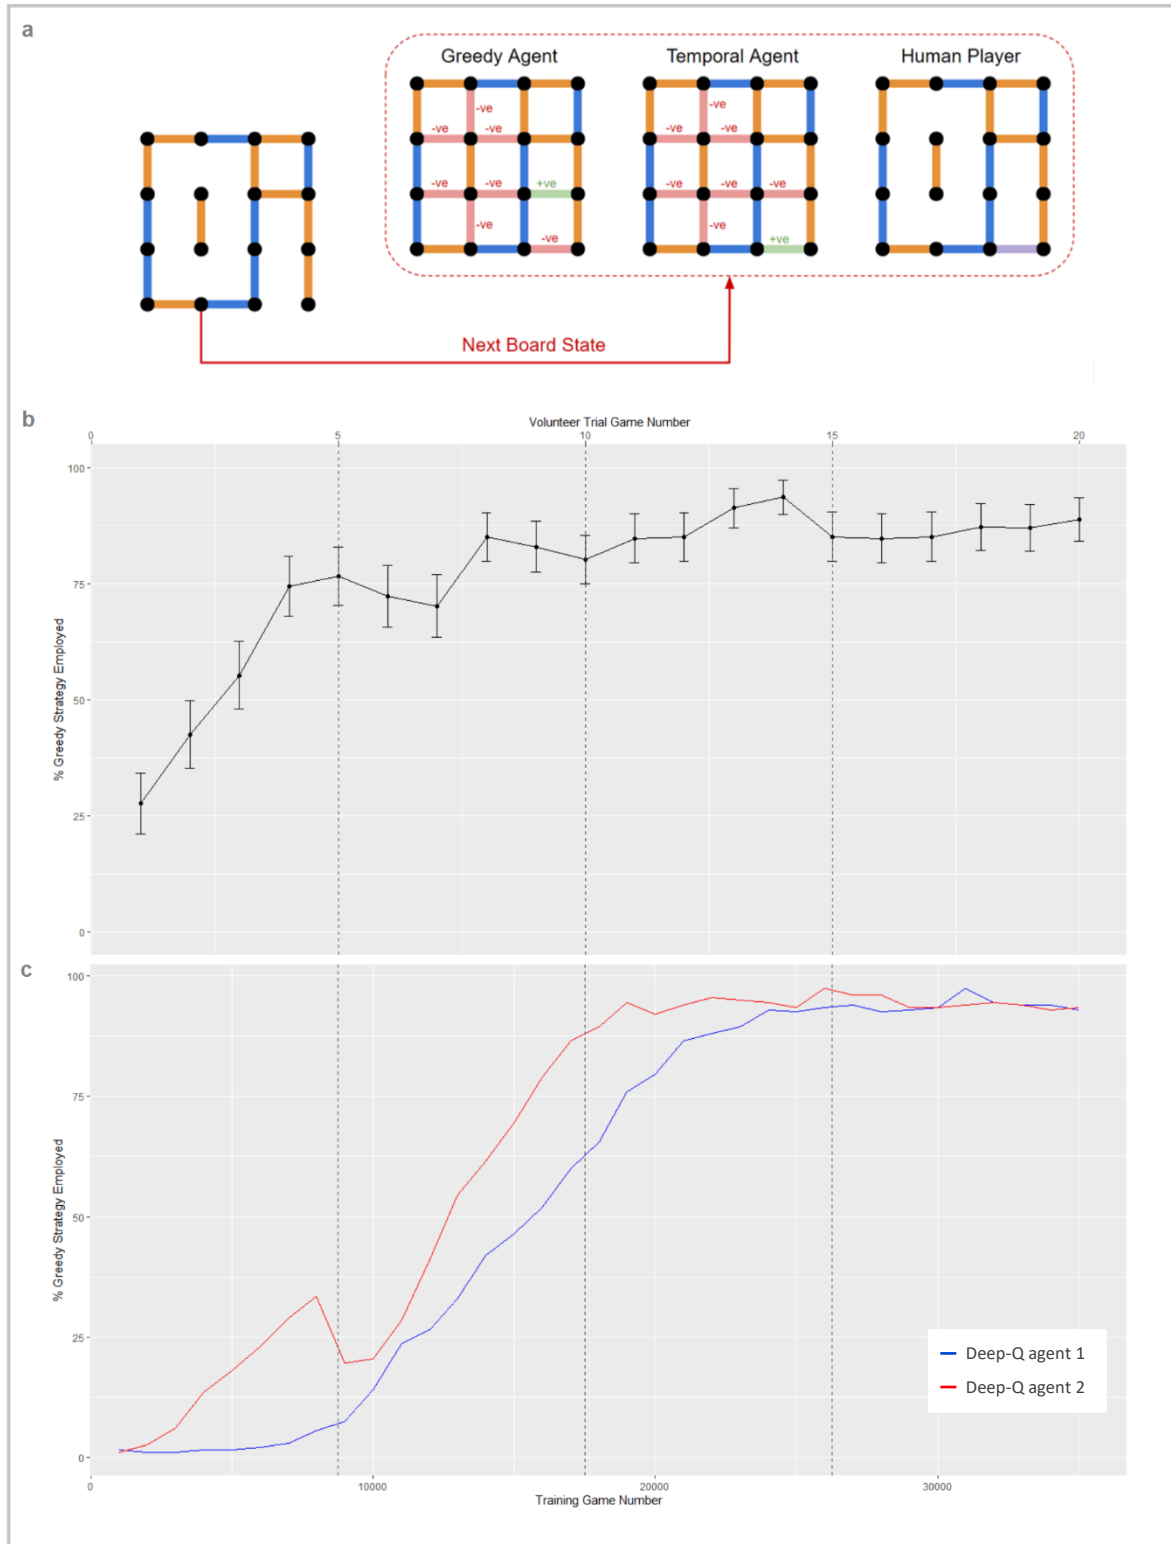 a
Greedy Agent
Temporal Agent
Human Player
-ve
-ve
-ve -ve
-ve -ve
-ve -ve +ve
-ve -ve -ve
-ve
-ve
-ve
+ve
Next Board State
b
Volunteer Trial Game Number
0 5 10 15 20
100
75
50
25
0
% Greedy Strategy Employed
c
100
75
50
25
0
% Greedy Strategy Employed
Deep-Q agent 1
Deep-Q agent 2
0 10000 20000 30000
Training Game Number